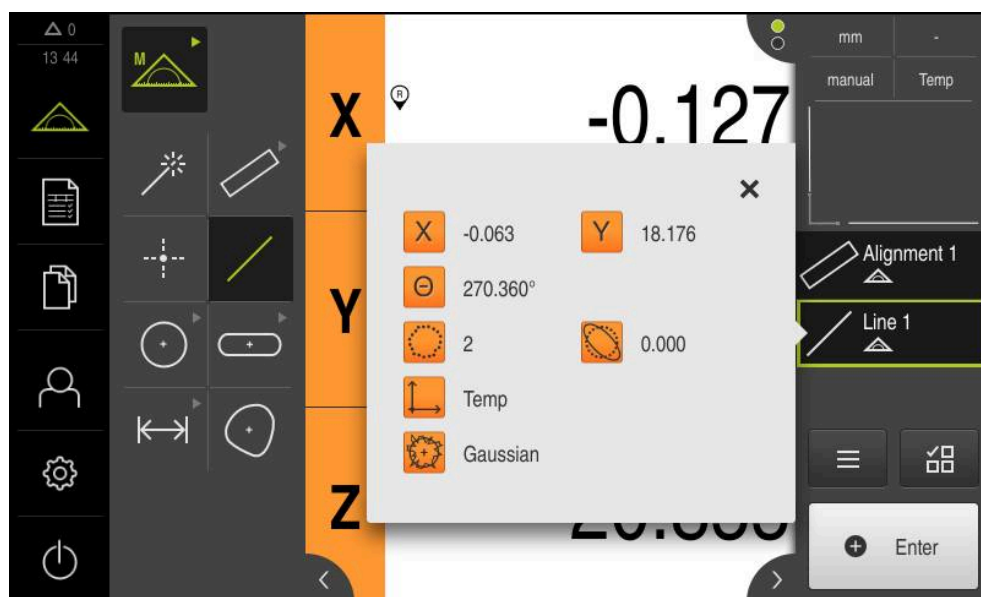 0
13 44
M
X
R
-0.127
mm
-
manual
Temp
X -0.063 Y 18.176
Θ 270.360°
2 0.000
Temp
Gaussian
Y
Z
Alignment 1
Line 1
Enter